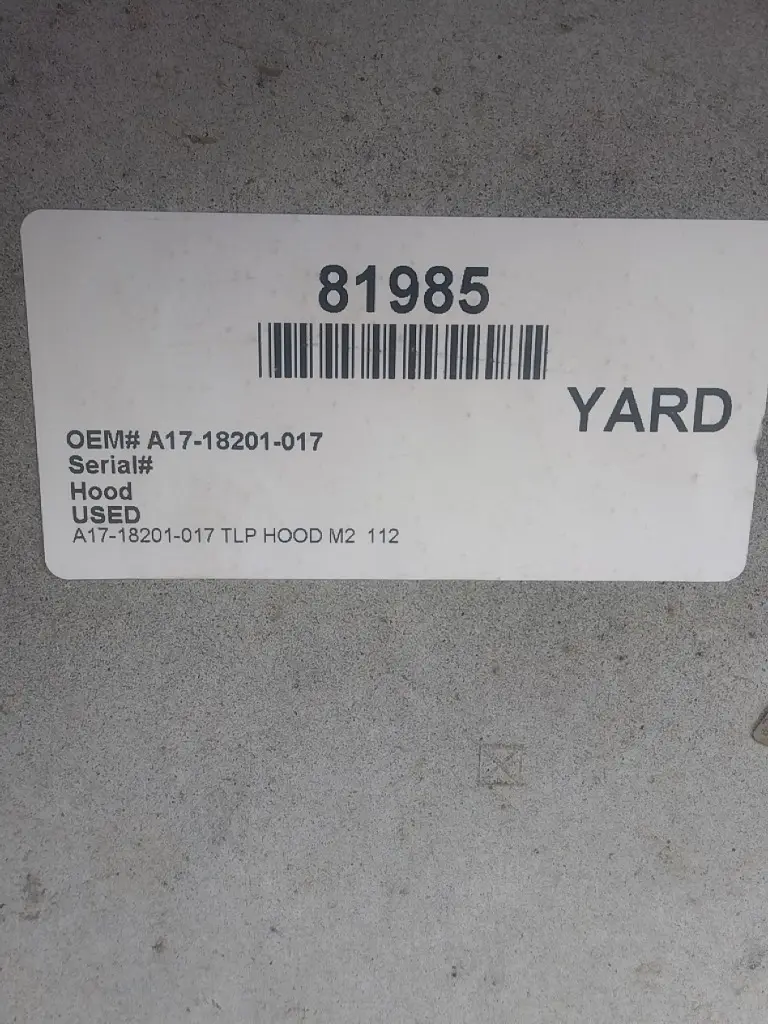 81985
YARD
OEM# A17-18201-017
Serial#
Hood
USED
A17-18201-017 TLP HOOD M2 112